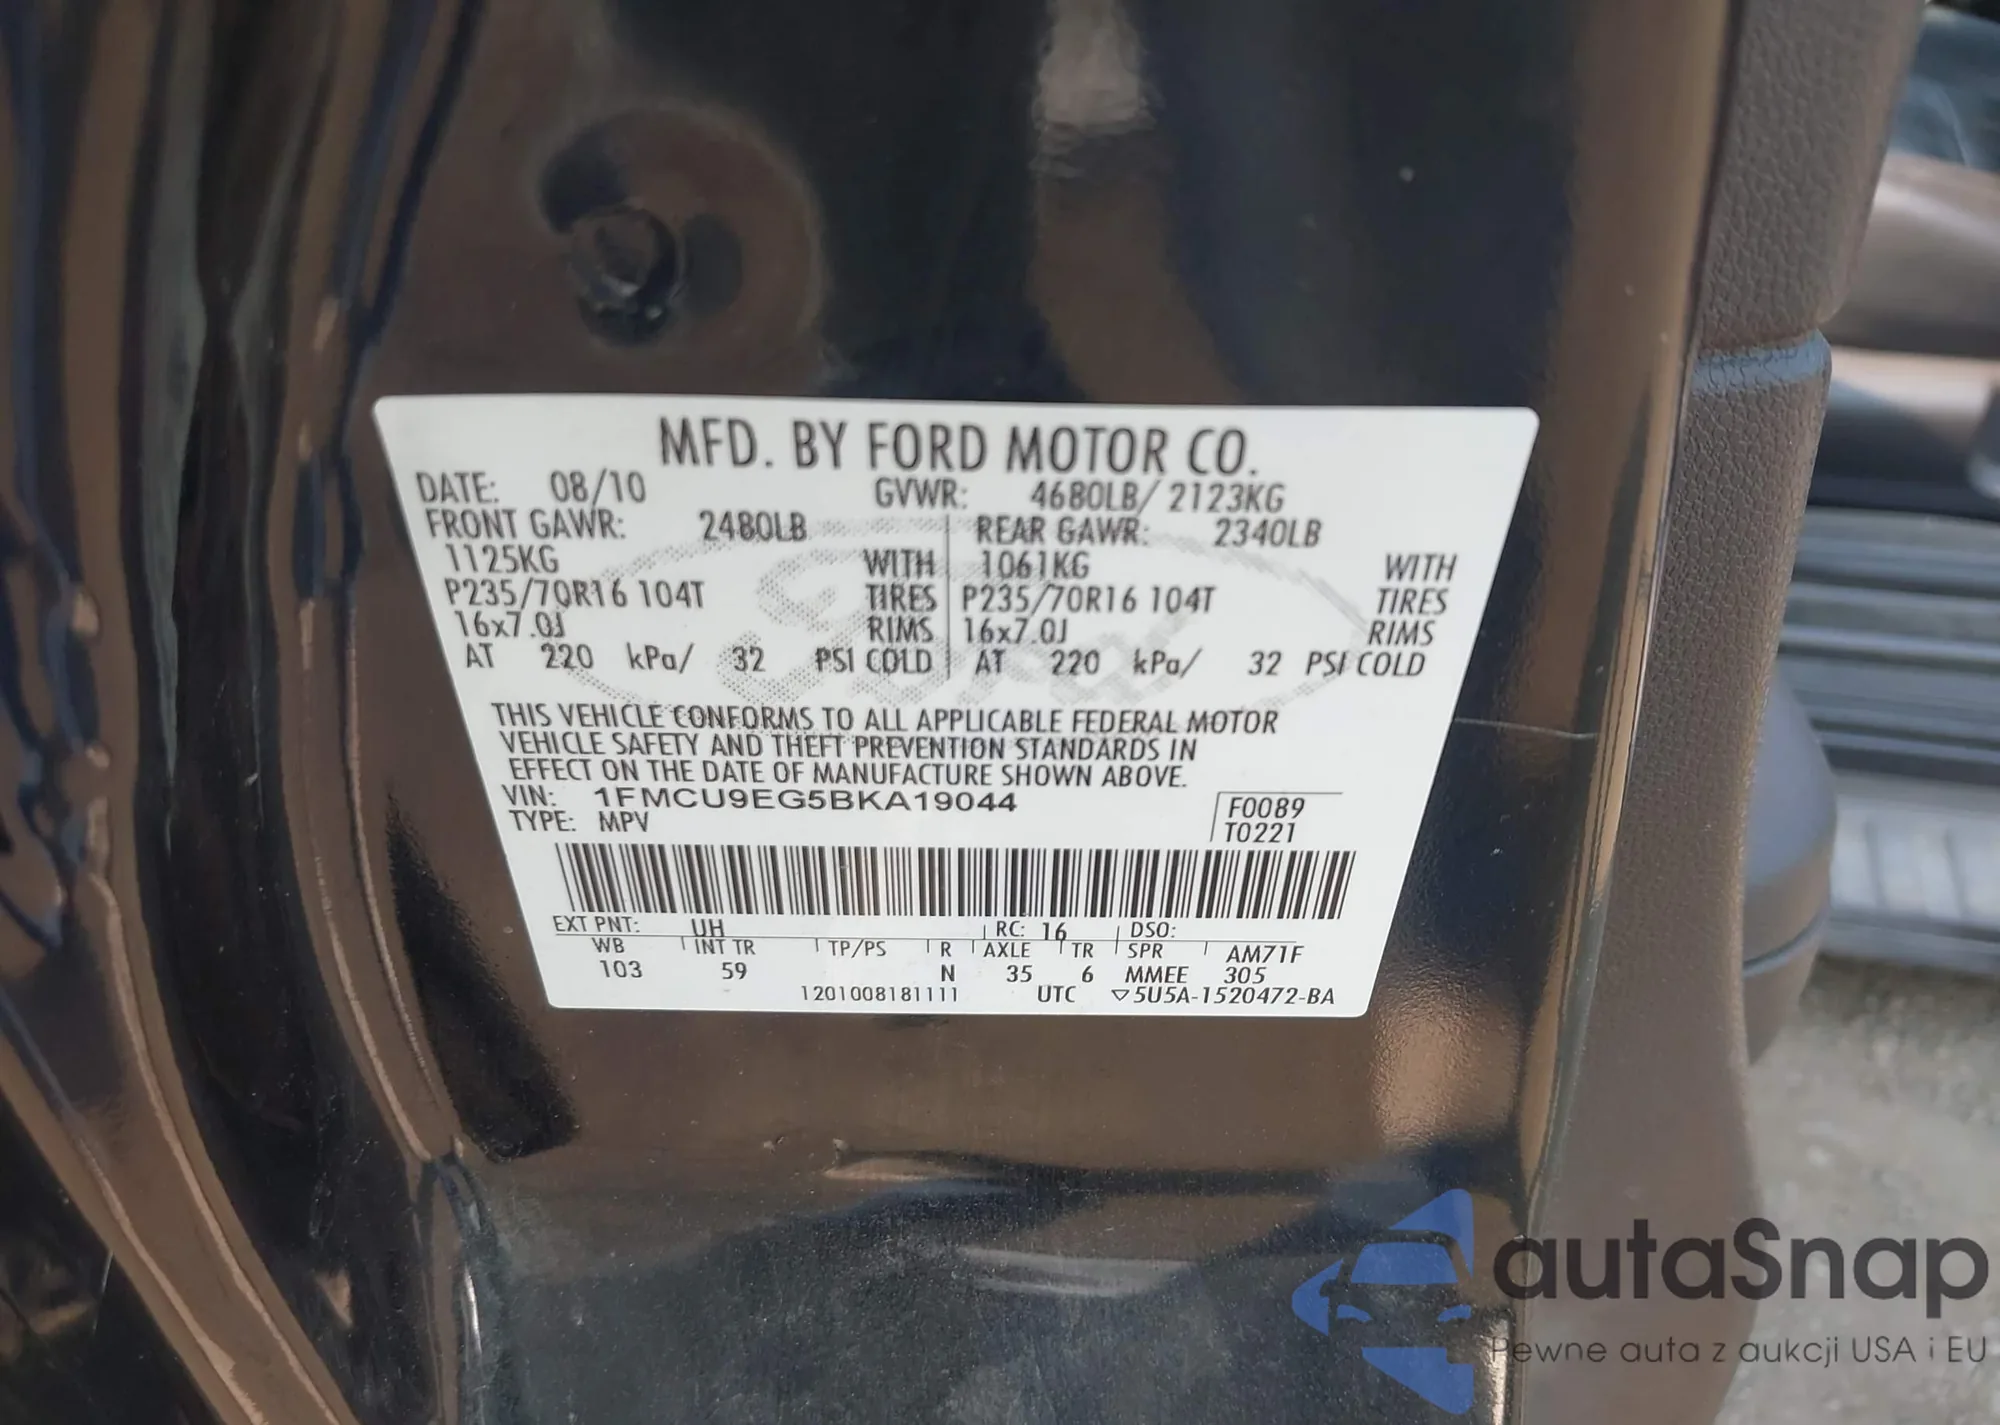 MFD. BY FORD MOTOR CO.
DATE: 08/10 GVWR: 4680LB/ 2123KG
FRONT GAWR: 2480LB REAR GAWR: 2340LB
1125KG WITH 1061KG WITH
P235/70R16 104T TIRES P235/70R16 104T TIRES
16x7.0J RIMS 16x7.0J RIMS
AT 220 kPa/ 32 PSI COLD AT 220 kPa/ 32 PSI COLD
THIS VEHICLE CONFORMS TO ALL APPLICABLE FEDERAL MOTOR
VEHICLE SAFETY AND THEFT PREVENTION STANDARDS IN
EFFECT ON THE DATE OF MANUFACTURE SHOWN ABOVE.
VIN: 1FMCU9EG5BKA19044
TYPE: MPV
F0089
T0221
EXT PNT: UH RC: 16 DSO:
WB INT TR TP/PS R AXLE TR SPR AM71F
103 59 N 35 6 MMEE 305
1201008181111 UTC ▽5U5A-1520472-BA
autaSnap
Pewne auta z aukcji USA i EU